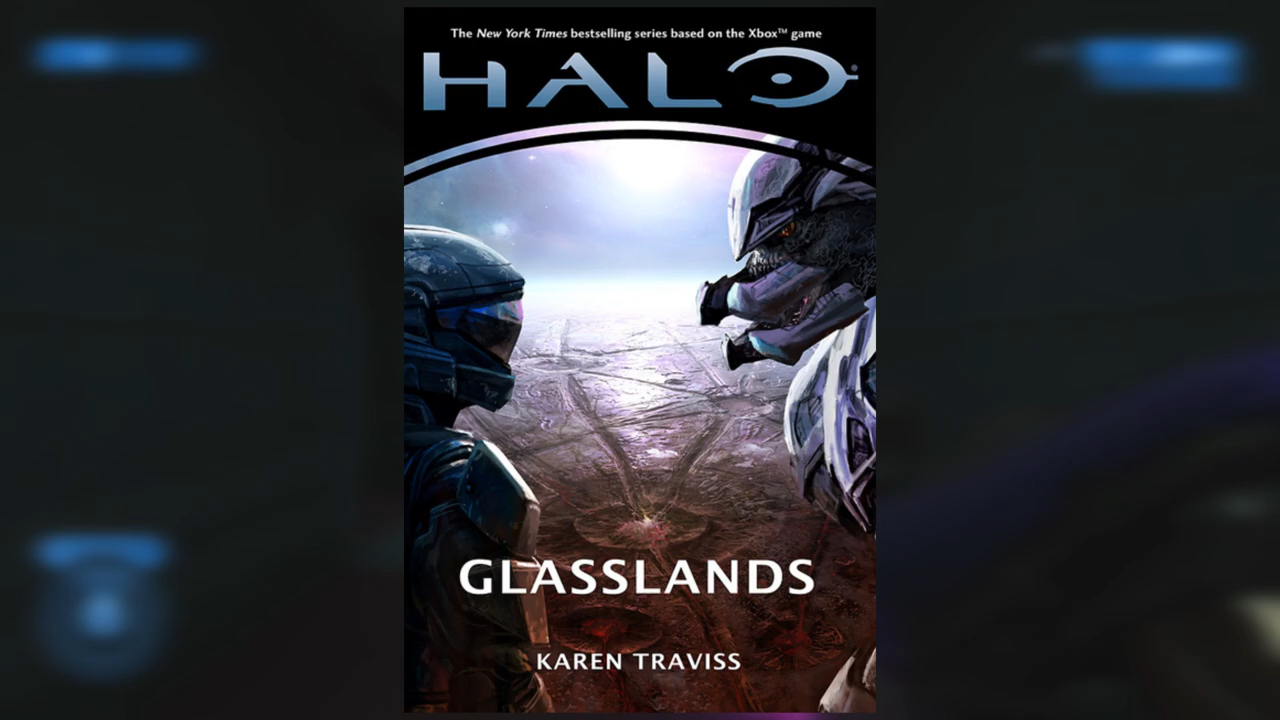 The New York Times bestselling series based on the Xbox™ game
HALO®
GLASSLANDS
KAREN TRAVISS